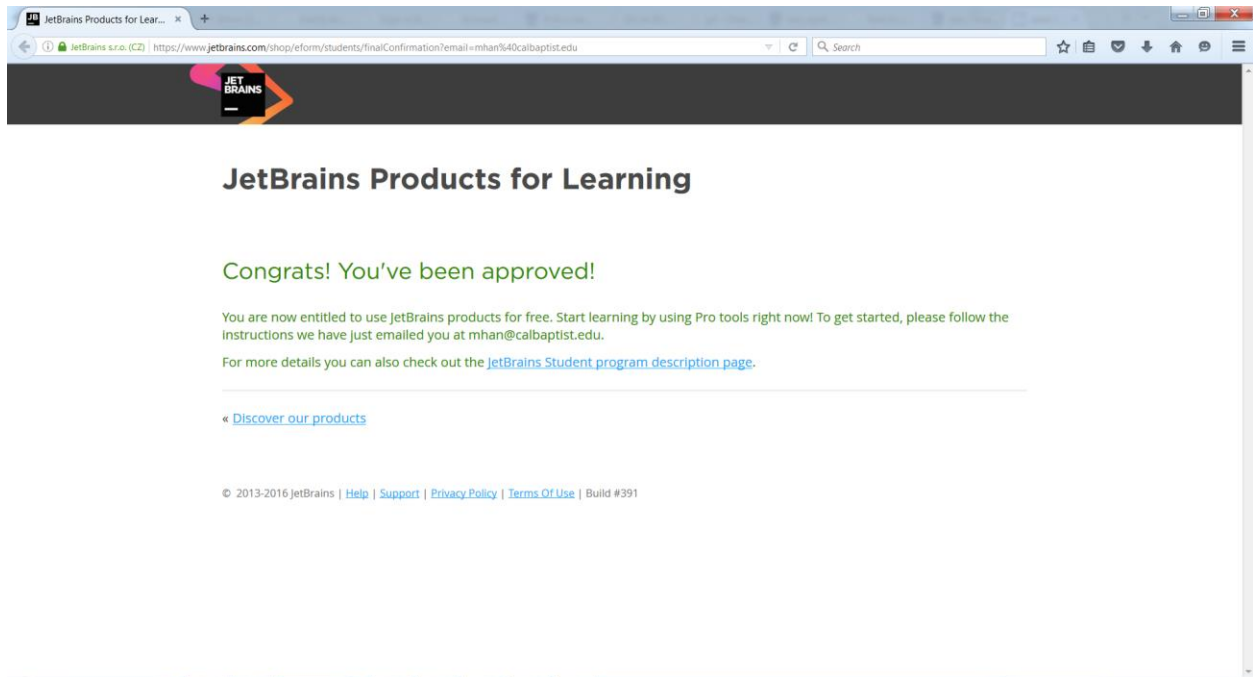 JetBrains Products for Lear... × +
JetBrains s.r.o. (CZ) https://www.jetbrains.com/shop/eform/students/finalConfirmation?email=mhan%40calbaptist.edu Search
JET
BRAINS
JetBrains Products for Learning
Congrats! You've been approved!
You are now entitled to use JetBrains products for free. Start learning by using Pro tools right now! To get started, please follow the
instructions we have just emailed you at mhan@calbaptist.edu.
For more details you can also check out the JetBrains Student program description page.
« Discover our products
© 2013-2016 JetBrains | Help | Support | Privacy Policy | Terms Of Use | Build #391